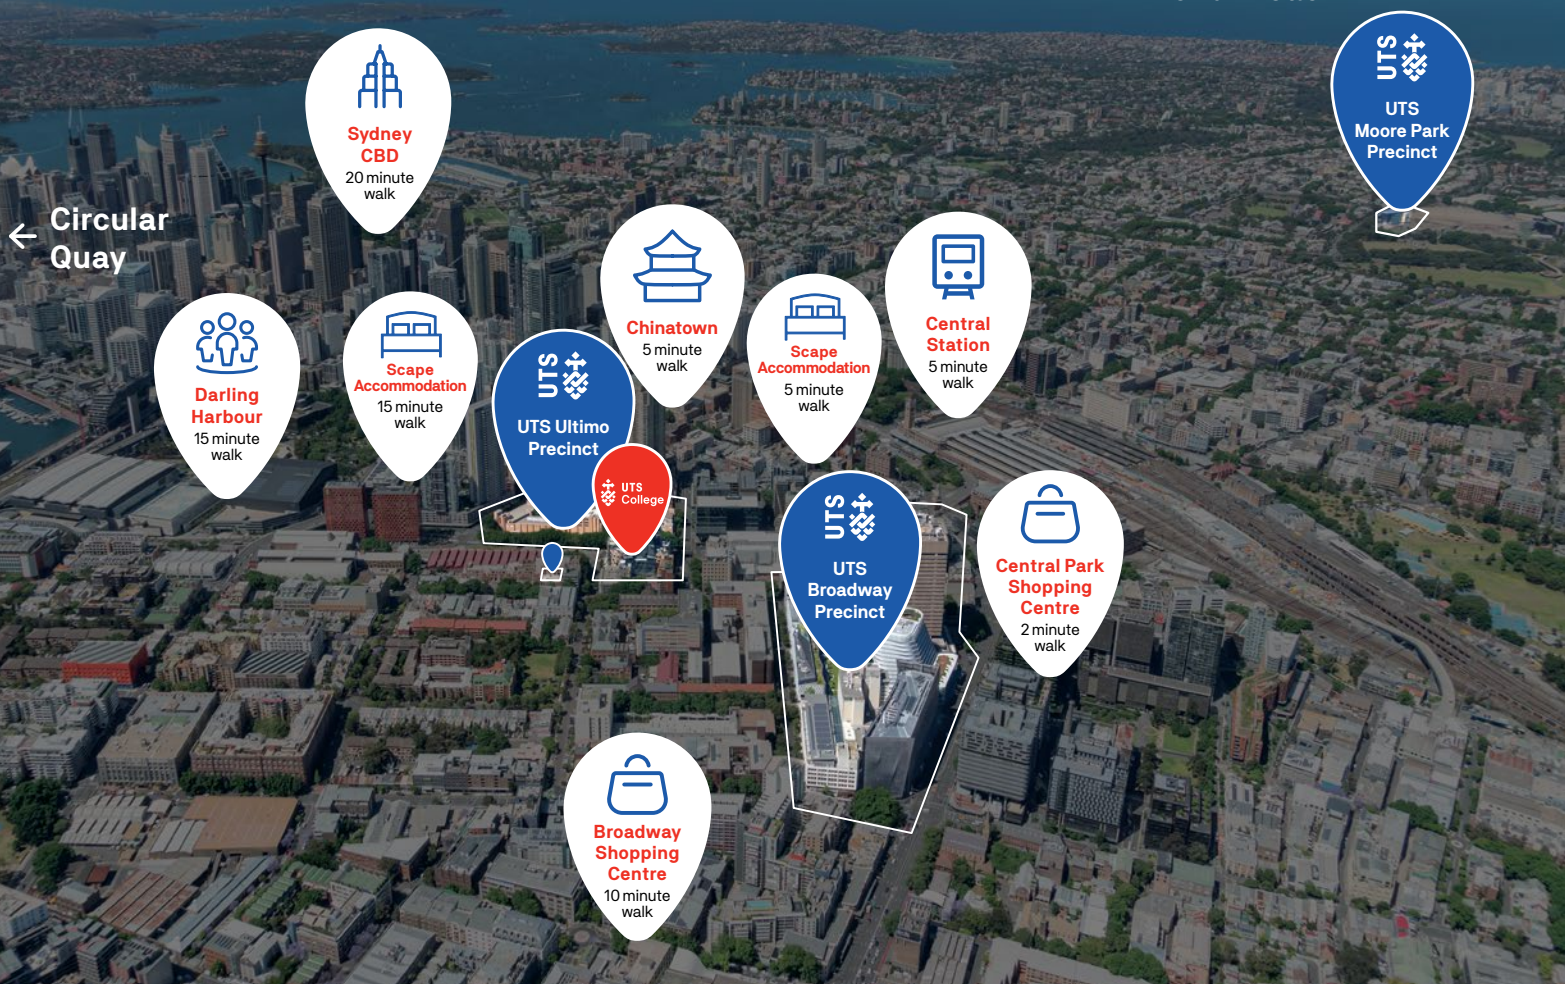 UTS
UTS
Moore Park
Precinct
Sydney
CBD
20 minute
walk
Circular
Quay
Chinatown
5 minute
walk
Central
Station
5 minute
walk
Darling
Harbour
15 minute
walk
Scape
Accommodation
15 minute
walk
Scape
Accommodation
5 minute
walk
UTS
UTS Ultimo
Precinct
UTS
College
UTS
UTS
Broadway
Precinct
Central Park
Shopping
Centre
2 minute
walk
Broadway
Shopping
Centre
10 minute
walk